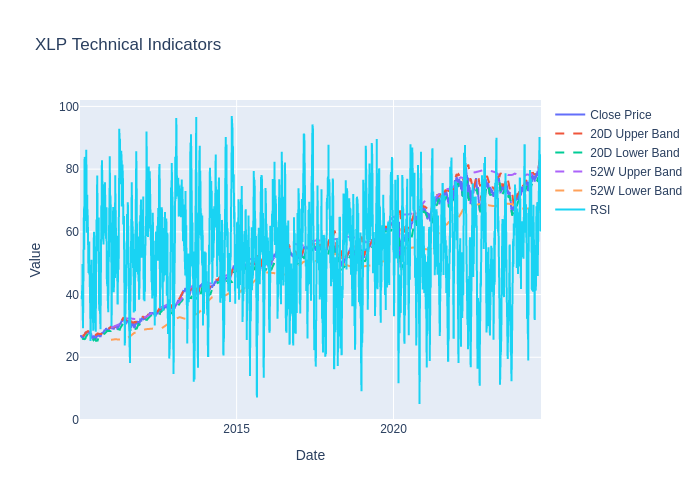 XLP Technical Indicators
100
80
60
40
20
0
2015
2020
Value
Date
Close Price
20D Upper Band
20D Lower Band
52W Upper Band
52W Lower Band
RSI